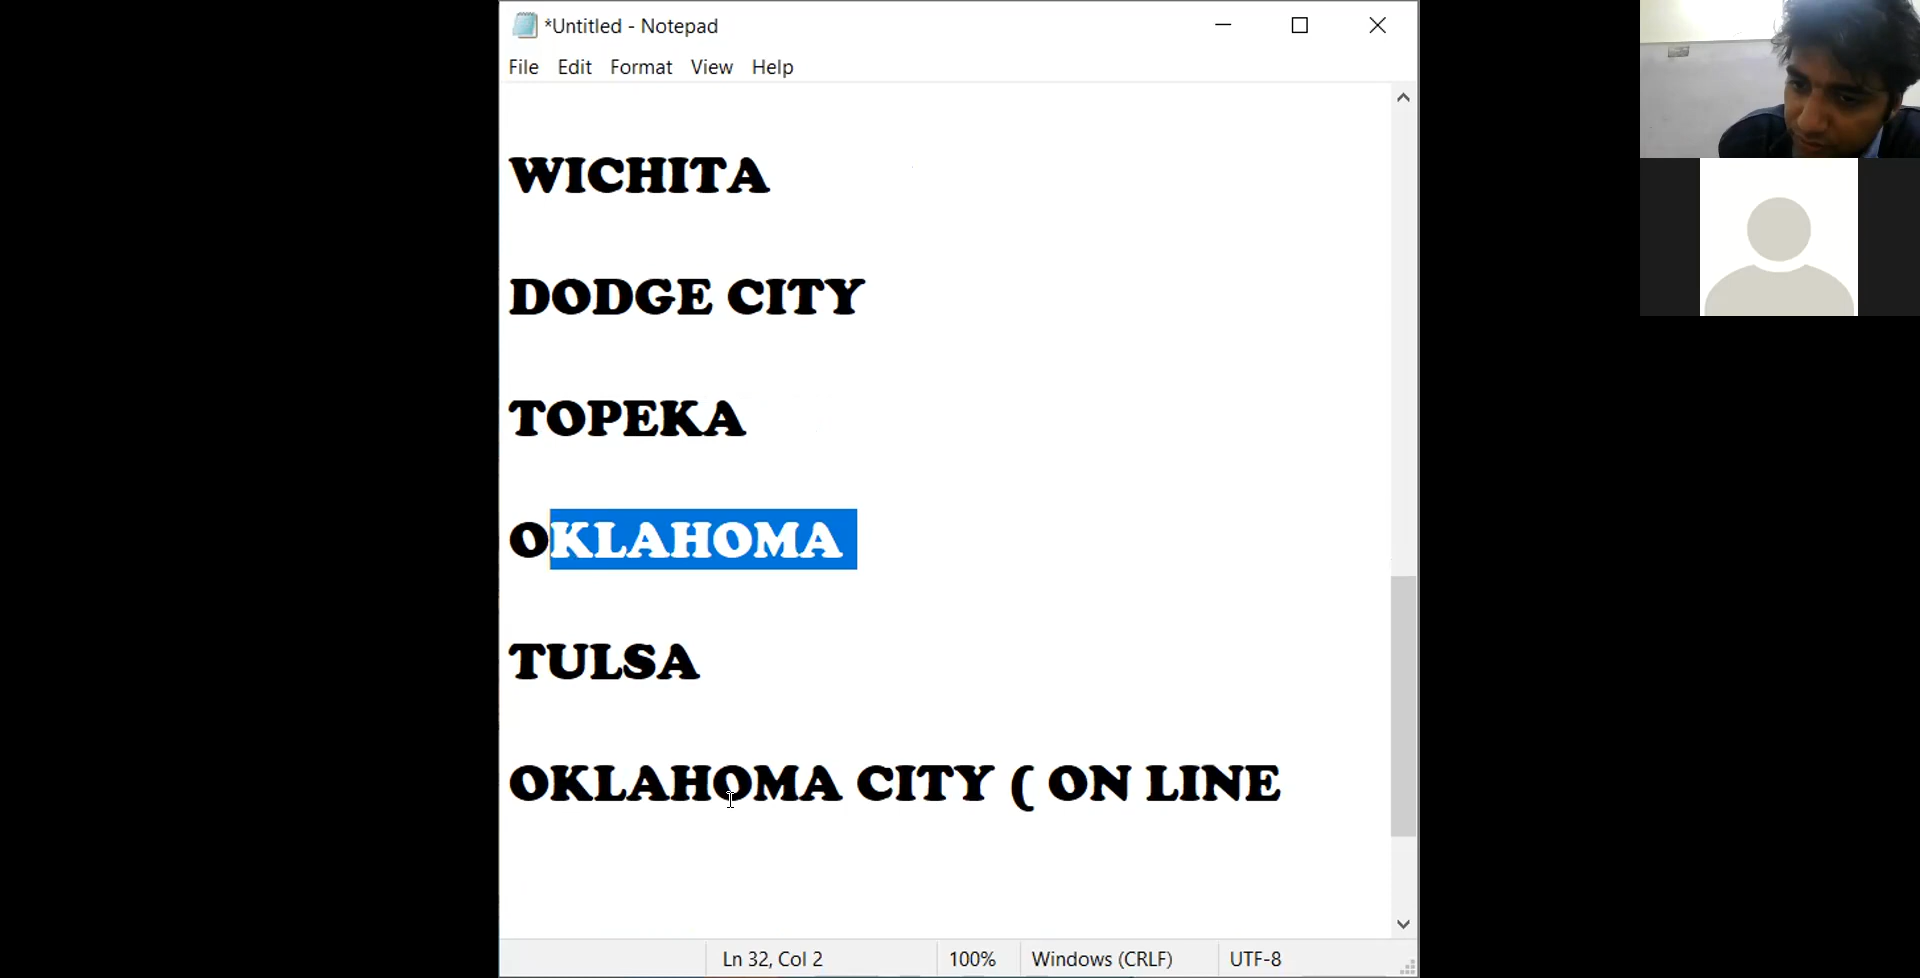 *Untitled - Notepad
File Edit Format View Help
WICHITA
DODGE CITY
TOPEKA
OKLAHOMA
TULSA
OKLAHOMA CITY ( ON LINE
Ln 32, Col 2 100% Windows (CRLF) UTF-8